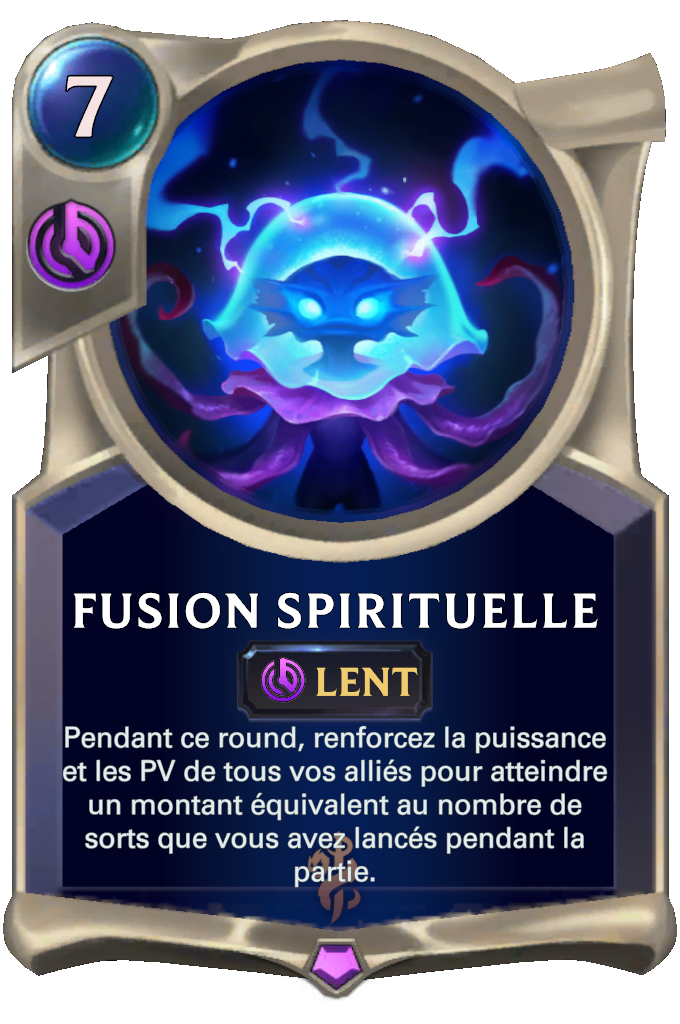 7
FUSION SPIRITUELLE
LENT
Pendant ce round, renforcez la puissance
et les PV de tous vos alliés pour atteindre
un montant équivalent au nombre de
sorts que vous avez lancés pendant la
partie.